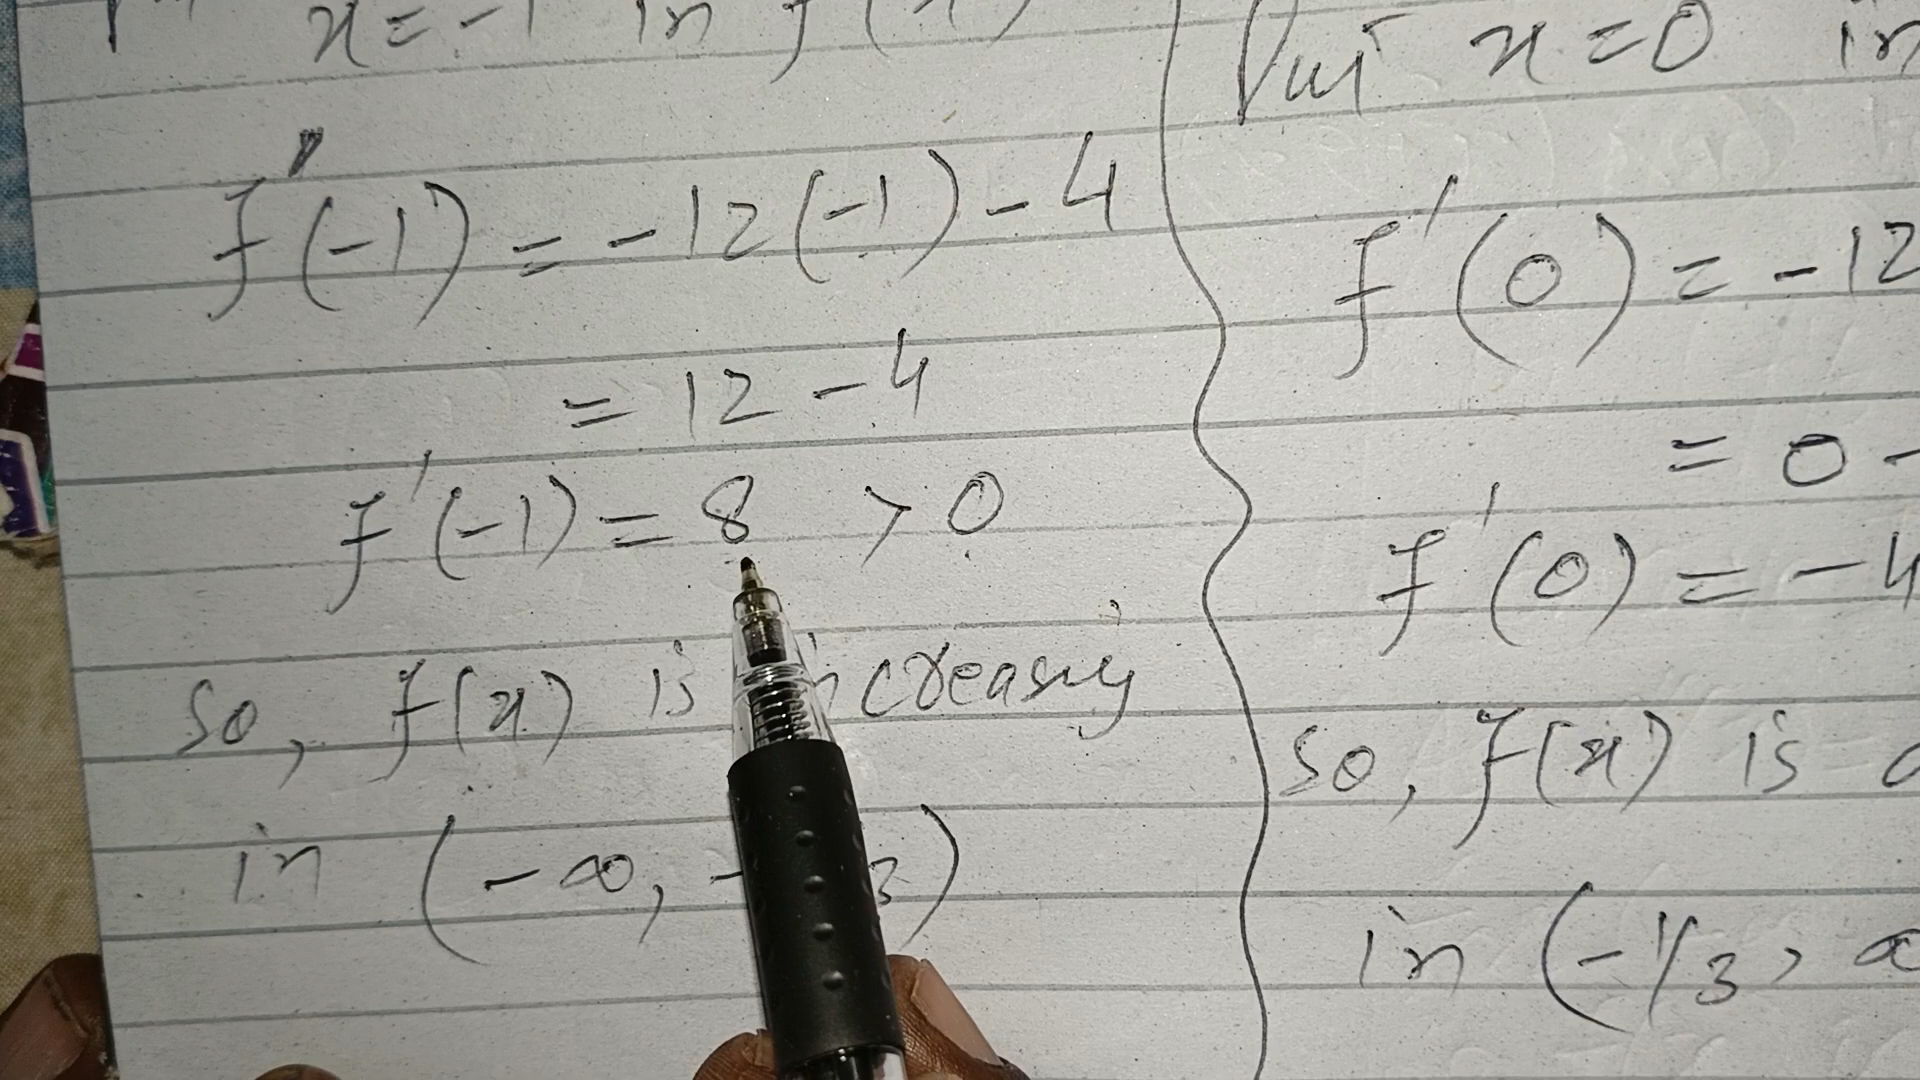 x = -1 in f(x)
f'(-1) = -12(-1) - 4
= 12 - 4
f'(-1) = 8 > 0
So, f(x) is increasing
in (-∞, - 3)
Put x = 0 in
f'(0) = -12
= 0 -
f'(0) = -4
So, f(x) is
in (-1/3, ∞